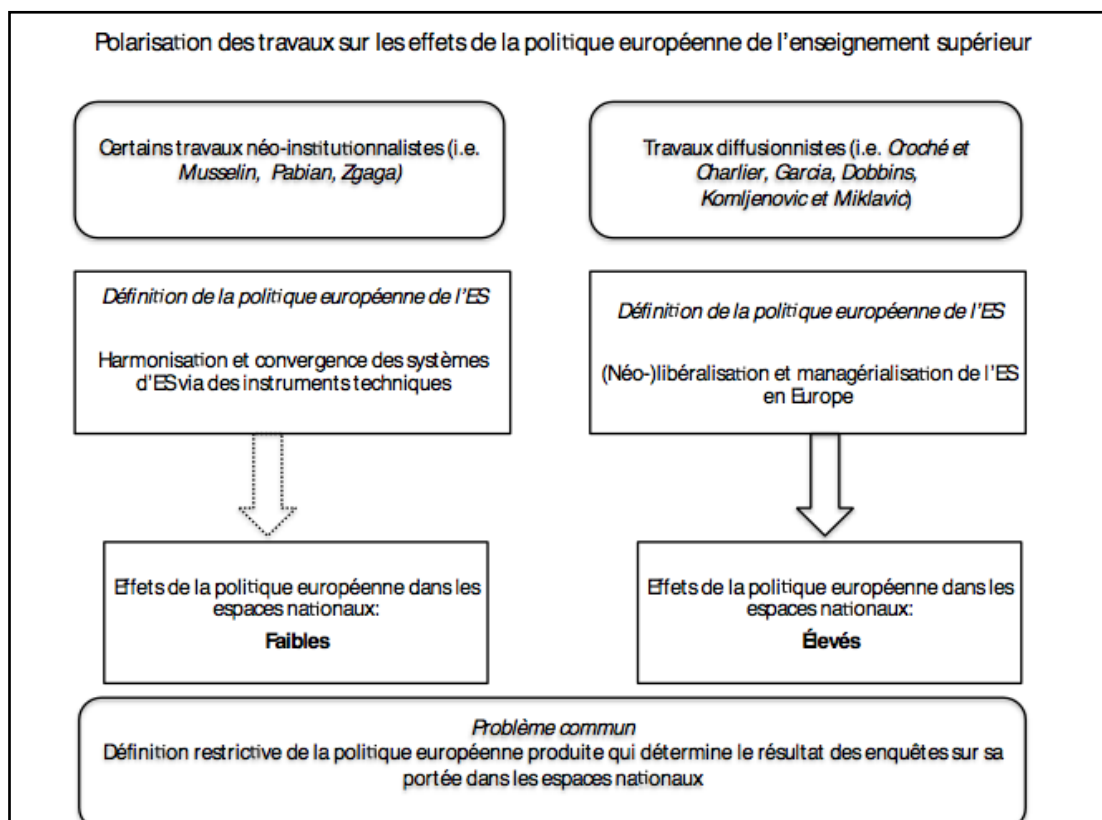 Polarisation des travaux sur les effets de la politique européenne de l'enseignement supérieur
Certains travaux néo-institutionnalistes (i.e.
Musselin, Pabian, Zgaga)
Travaux diffusionnistes (i.e. Croché et
Charlier, Garcia, Dobbins,
Komljenovic et Miklavic)
Définition de la politique européenne de l'ES
Harmonisation et convergence des systèmes
d'ES via des instruments techniques
Définition de la politique européenne de l'ES
(Néo-)libéralisation et managérialisation de l'ES
en Europe
Effets de la politique européenne dans les
espaces nationaux:
Faibles
Effets de la politique européenne dans les
espaces nationaux:
Élevés
Problème commun
Définition restrictive de la politique européenne produite qui détermine le résultat des enquêtes sur sa
portée dans les espaces nationaux